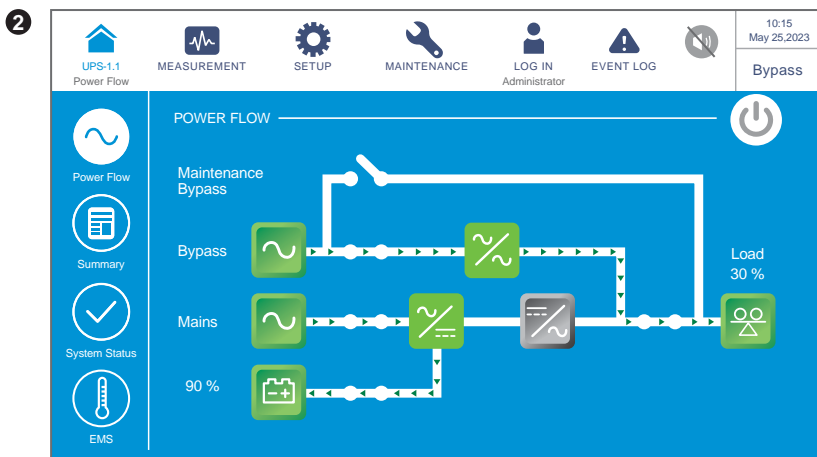 2
UPS-1.1
Power Flow
MEASUREMENT
SETUP
MAINTENANCE
LOG IN
Administrator
EVENT LOG
10:15
May 25,2023
Bypass
POWER FLOW
Power Flow
Summary
System Status
EMS
Maintenance
Bypass
Bypass
Mains
90 %
Load
30 %